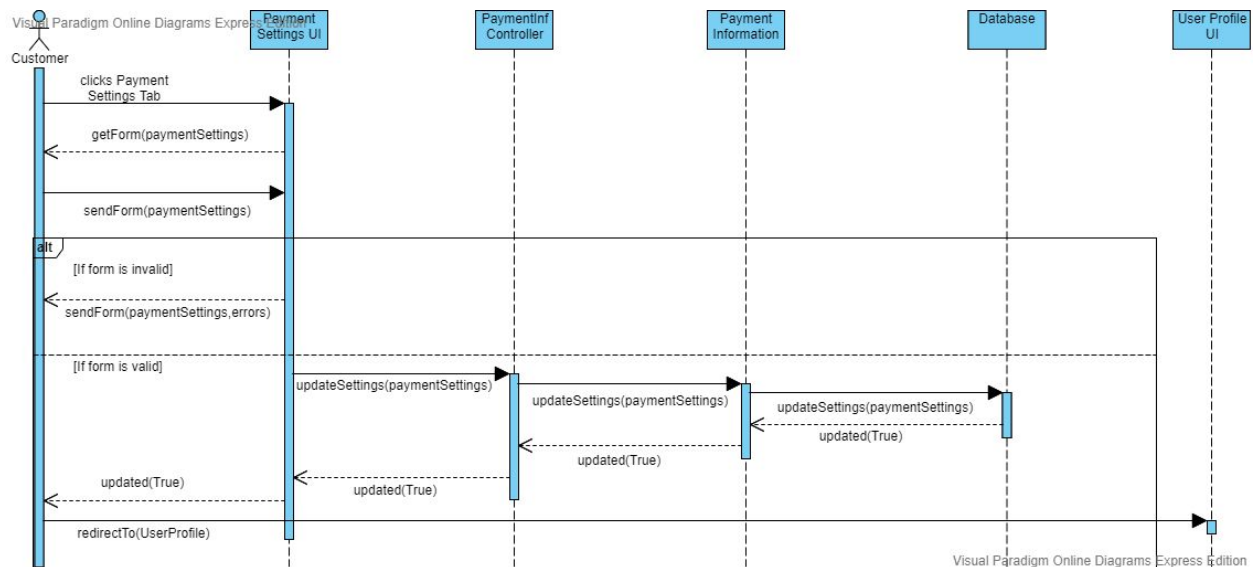 Visual Paradigm Online Diagrams Express Edition
Payment
Settings UI
PaymentInf
Controller
Payment
Information
Database
User Profile
UI
Customer
clicks Payment
Settings Tab
getForm(paymentSettings)
sendForm(paymentSettings)
alt
[If form is invalid]
sendForm(paymentSettings,errors)
[If form is valid]
updateSettings(paymentSettings)
updateSettings(paymentSettings)
updateSettings(paymentSettings)
updated(True)
updated(True)
updated(True)
updated(True)
redirectTo(UserProfile)
Visual Paradigm Online Diagrams Express Edition